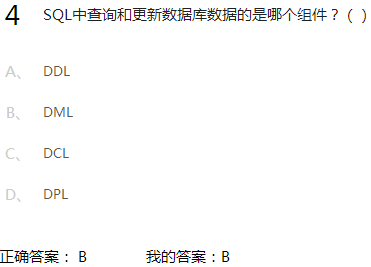 4 SQL中查询和更新数据库数据的是哪个组件？( )
A、 DDL
B、 DML
C、 DCL
D、 DPL
正确答案： B 我的答案：B